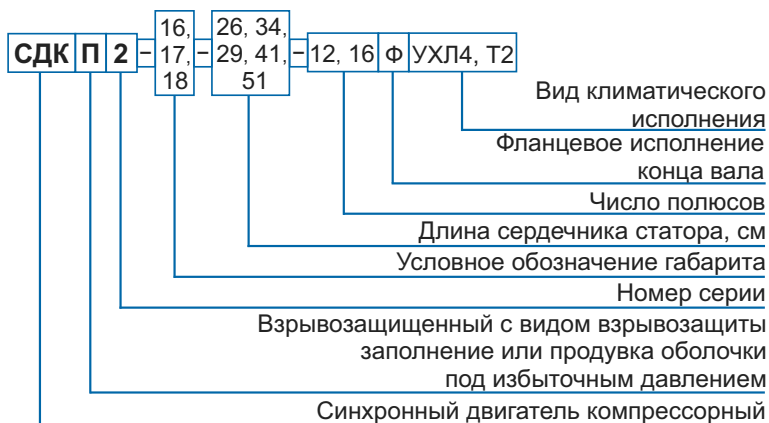 16, 26, 34,
СДК П 2 – 17, – 29, 41, – 12, 16 Ф УХЛ4, Т2
18 51
Вид климатического
исполнения
Фланцевое исполнение
конца вала
Число полюсов
Длина сердечника статора, см
Условное обозначение габарита
Номер серии
Взрывозащищенный с видом взрывозащиты
заполнение или продувка оболочки
под избыточным давлением
Синхронный двигатель компрессорный